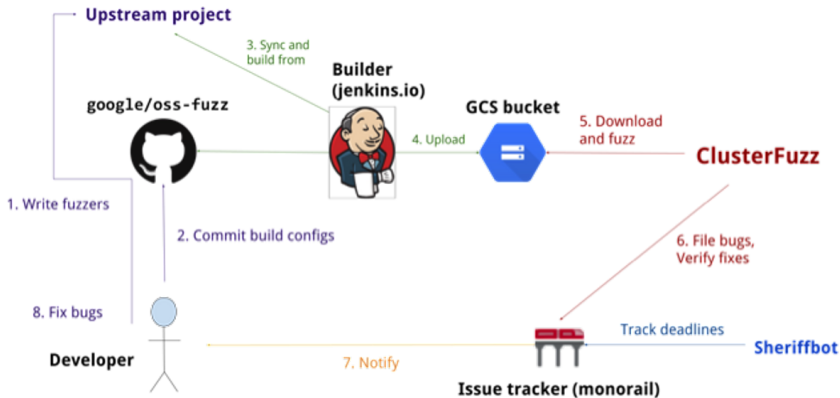 Upstream project
3. Sync and
build from
Builder
(jenkins.io)
google/oss-fuzz
GCS bucket
4. Upload
5. Download
and fuzz
ClusterFuzz
1. Write fuzzers
2. Commit build configs
6. File bugs,
Verify fixes
8. Fix bugs
Developer
7. Notify
Track deadlines
Sheriffbot
Issue tracker (monorail)